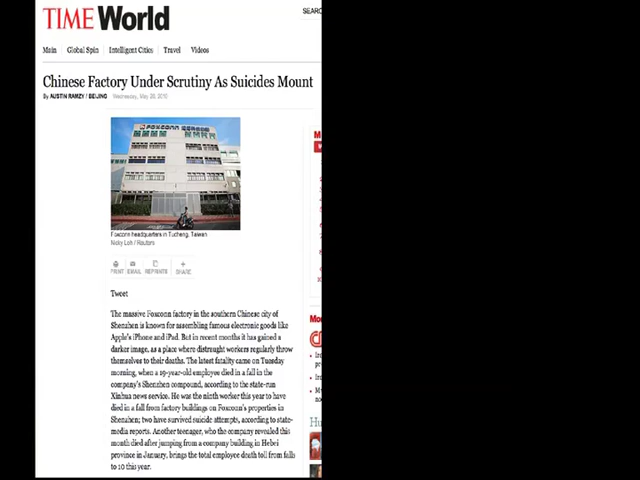 TIME World
SEARC
Main Global Spin Intelligent Cities Travel Videos
Chinese Factory Under Scrutiny As Suicides Mount
By AUSTIN RAMZY / BEIJING Wednesday, May 26, 2010
FOXCONN
Foxconn headquarters in Tucheng, Taiwan
Nicky Loh / Reuters
PRINT EMAIL REPRINTS SHARE
Tweet
The massive Foxconn factory in the southern Chinese city of
Shenzhen is known for assembling famous electronic goods like
Apple's iPhone and iPad. But in recent months it has gained a
darker image, as a place where distraught workers regularly throw
themselves to their deaths. The latest fatality came on Tuesday
morning, when a 19-year-old employee died in a fall in the
company's Shenzhen compound, according to the state-run
Xinhua news service. He was the ninth worker this year to have
died in a fall from factory buildings on Foxconn's properties in
Shenzhen; two have survived suicide attempts, according to state-
media reports. Another teenager, who the company revealed this
month died after jumping from a company building in Hebei
province in January, brings the total employee death toll from falls
to 10 this year.